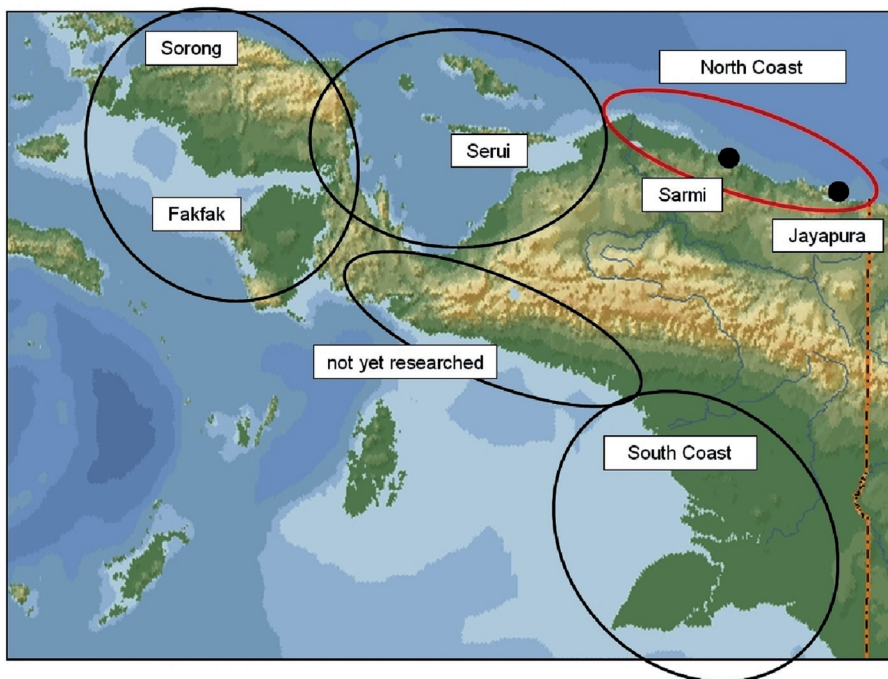 Sorong
North Coast
Serui
Sarmi
Fakfak
Jayapura
not yet researched
South Coast